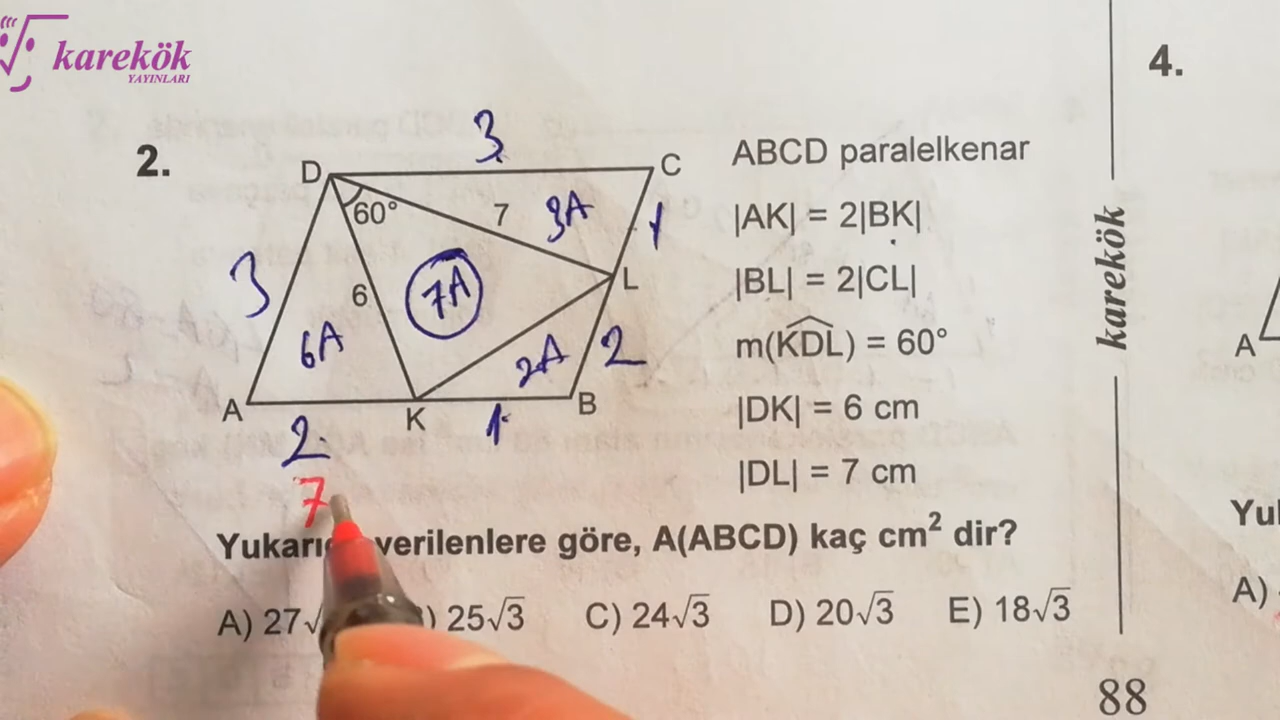 karekök
YAYINLARI
2.
D
3
C
60°
7
3A
1
3
6
7A
L
6A
2A
2
A
K
B
2
1
7
ABCD paralelkenar
|AK| = 2|BK|
|BL| = 2|CL|
m(KDL) = 60°
|DK| = 6 cm
|DL| = 7 cm
verilenlere göre, A(ABCD) kaç cm² dir?
A) 27√
) 25√3
C) 24√3
D) 20√3
E) 18√3
karekök
88
4.
A
Yu
A)